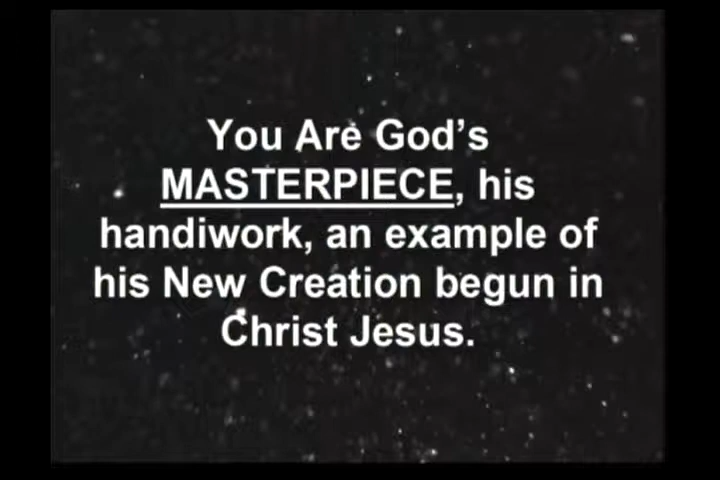 You Are God’s
MASTERPIECE, his
handiwork, an example of
his New Creation begun in
Christ Jesus.